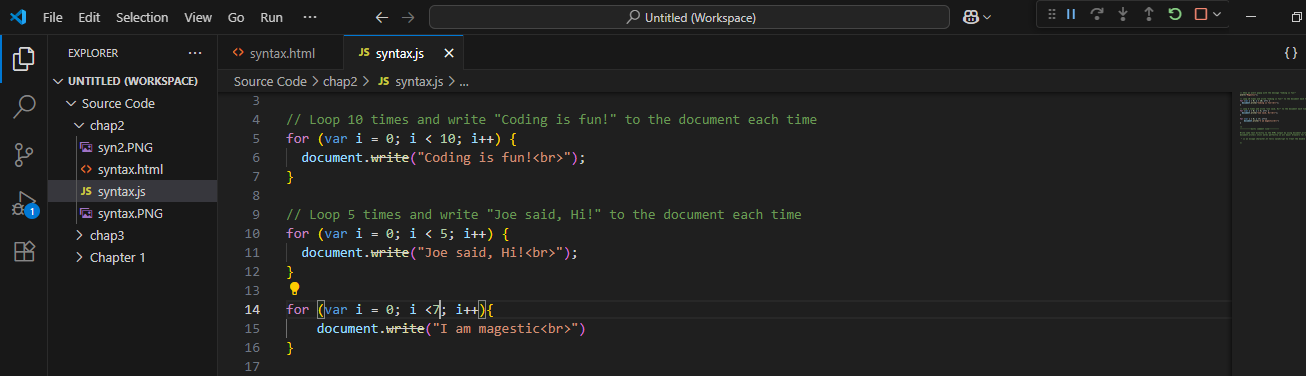 File Edit Selection View Go Run ··· Untitled (Workspace)
EXPLORER ···
syntax.html JS syntax.js
UNTITLED (WORKSPACE)
Source Code > chap2 > JS syntax.js > ...
Source Code
chap2
syn2.PNG
syntax.html
JS syntax.js
syntax.PNG
chap3
Chapter 1
1
3
4 // Loop 10 times and write "Coding is fun!" to the document each time
5 for (var i = 0; i < 10; i++) {
6 document.write("Coding is fun!<br>");
7 }
8
9 // Loop 5 times and write "Joe said, Hi!" to the document each time
10 for (var i = 0; i < 5; i++) {
11 document.write("Joe said, Hi!<br>");
12 }
13
14 for (var i = 0; i <7; i++){
15 document.write("I am magestic<br>")
16 }
17